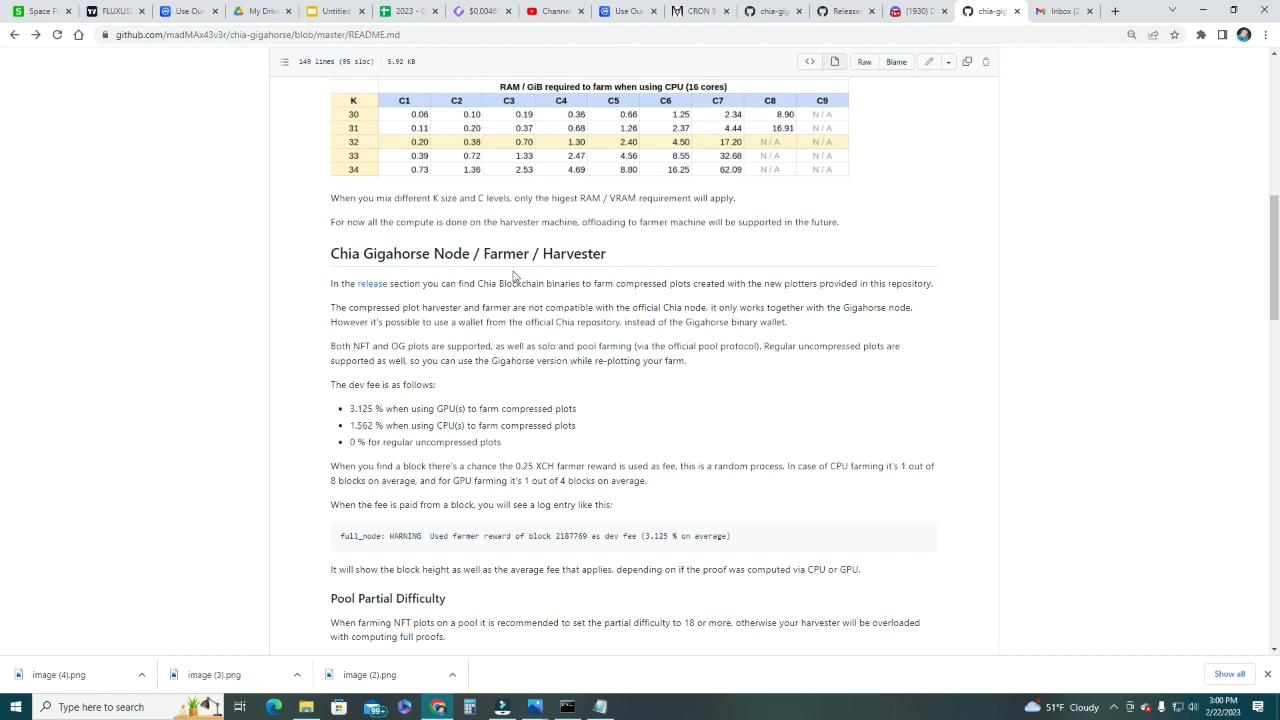 Space P
FLUXUS
Use Our
My Drive
Untitled
2023 - C
$0.0046
Channel
Use Our
CRON $
chia-gig
Release
(1930) D
chia-gig
Inbox (2
github.com/madMAx43v3r/chia-gigahorse/blob/master/README.md
149 lines (95 sloc) 5.92 KB
Raw Blame
RAM / GiB required to farm when using CPU (16 cores)
K C1 C2 C3 C4 C5 C6 C7 C8 C9
30 0.06 0.10 0.19 0.36 0.66 1.25 2.34 8.90 N / A
31 0.11 0.20 0.37 0.68 1.26 2.37 4.44 16.91 N / A
32 0.20 0.38 0.70 1.30 2.40 4.50 17.20 N / A N / A
33 0.39 0.72 1.33 2.47 4.56 8.55 32.68 N / A N / A
34 0.73 1.36 2.53 4.69 8.80 16.25 62.09 N / A N / A
When you mix different K size and C levels, only the higest RAM / VRAM requirement will apply.
For now all the compute is done on the harvester machine, offloading to farmer machine will be supported in the future.
Chia Gigahorse Node / Farmer / Harvester
In the release section you can find Chia Blockchain binaries to farm compressed plots created with the new plotters provided in this repository.
The compressed plot harvester and farmer are not compatible with the official Chia node, it only works together with the Gigahorse node.
However it's possible to use a wallet from the official Chia repository, instead of the Gigahorse binary wallet.
Both NFT and OG plots are supported, as well as solo and pool farming (via the official pool protocol). Regular uncompressed plots are
supported as well, so you can use the Gigahorse version while re-plotting your farm.
The dev fee is as follows:
• 3.125 % when using GPU(s) to farm compressed plots
• 1.562 % when using CPU(s) to farm compressed plots
• 0 % for regular uncompressed plots
When you find a block there's a chance the 0.25 XCH farmer reward is used as fee, this is a random process. In case of CPU farming it's 1 out of
8 blocks on average, and for GPU farming it's 1 out of 4 blocks on average.
When the fee is paid from a block, you will see a log entry like this:
full_node: WARNING Used farmer reward of block 2187769 as dev fee (3.125 % on average)
It will show the block height as well as the average fee that applies, depending on if the proof was computed via CPU or GPU.
Pool Partial Difficulty
When farming NFT plots on a pool it is recommended to set the partial difficulty to 18 or more, otherwise your harvester will be overloaded
with computing full proofs.
image (4).png
image (3).png
image (2).png
Show all
Type here to search
99+
51°F Cloudy
3:00 PM
2/22/2023